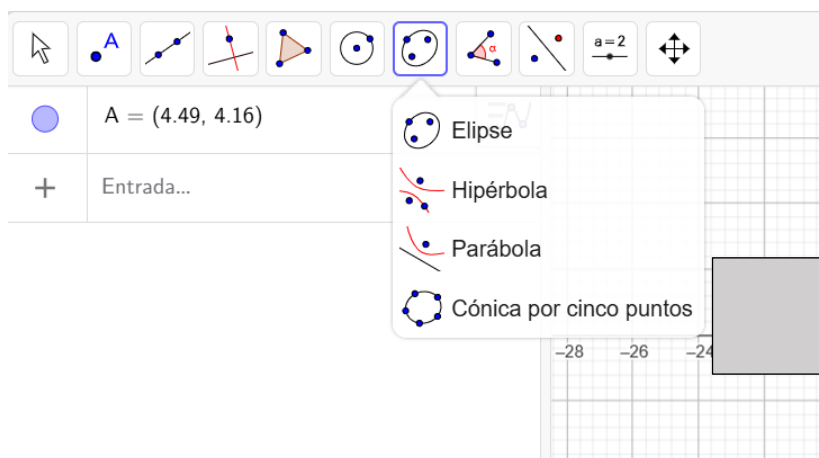 A
α
a=2
A = (4.49, 4.16)
Entrada...
Elipse
Hipérbola
Parábola
Cónica por cinco puntos
–28 –26 –24